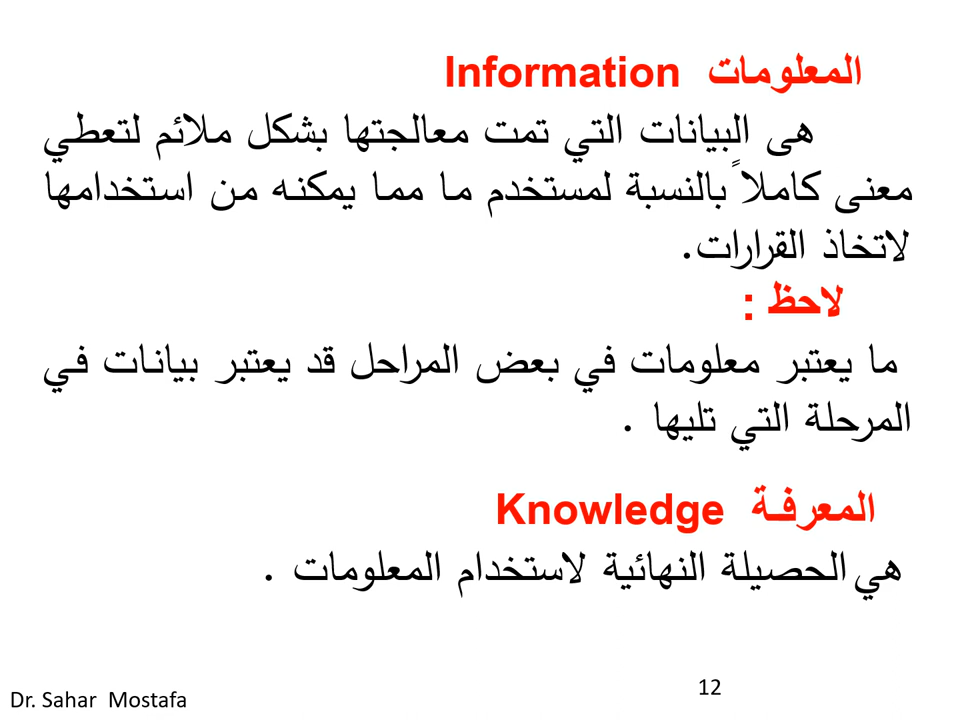 المعلومات Information
هى البيانات التي تمت معالجتها بشكل ملائم لتعطي
معنى كاملاً بالنسبة لمستخدم ما مما يمكنه من استخدامها
لاتخاذ القرارات.
لاحظ :
ما يعتبر معلومات في بعض المراحل قد يعتبر بيانات في
المرحلة التي تليها .
المعرفة Knowledge
هي الحصيلة النهائية لاستخدام المعلومات .
12
Dr. Sahar Mostafa